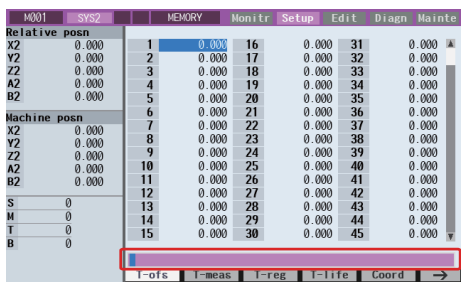 M001 SYS2 MEMORY Monitr Setup Edit Diagn Mainte
Relative posn
X2 0.000
Y2 0.000
Z2 0.000
A2 0.000
B2 0.000
Machine posn
X2 0.000
Y2 0.000
Z2 0.000
A2 0.000
B2 0.000
S 0
M 0
T 0
B 0
1 0.000 16 0.000 31 0.000
2 0.000 17 0.000 32 0.000
3 0.000 18 0.000 33 0.000
4 0.000 19 0.000 34 0.000
5 0.000 20 0.000 35 0.000
6 0.000 21 0.000 36 0.000
7 0.000 22 0.000 37 0.000
8 0.000 23 0.000 38 0.000
9 0.000 24 0.000 39 0.000
10 0.000 25 0.000 40 0.000
11 0.000 26 0.000 41 0.000
12 0.000 27 0.000 42 0.000
13 0.000 28 0.000 43 0.000
14 0.000 29 0.000 44 0.000
15 0.000 30 0.000 45 0.000
T-ofs T-meas T-reg T-life Coord →